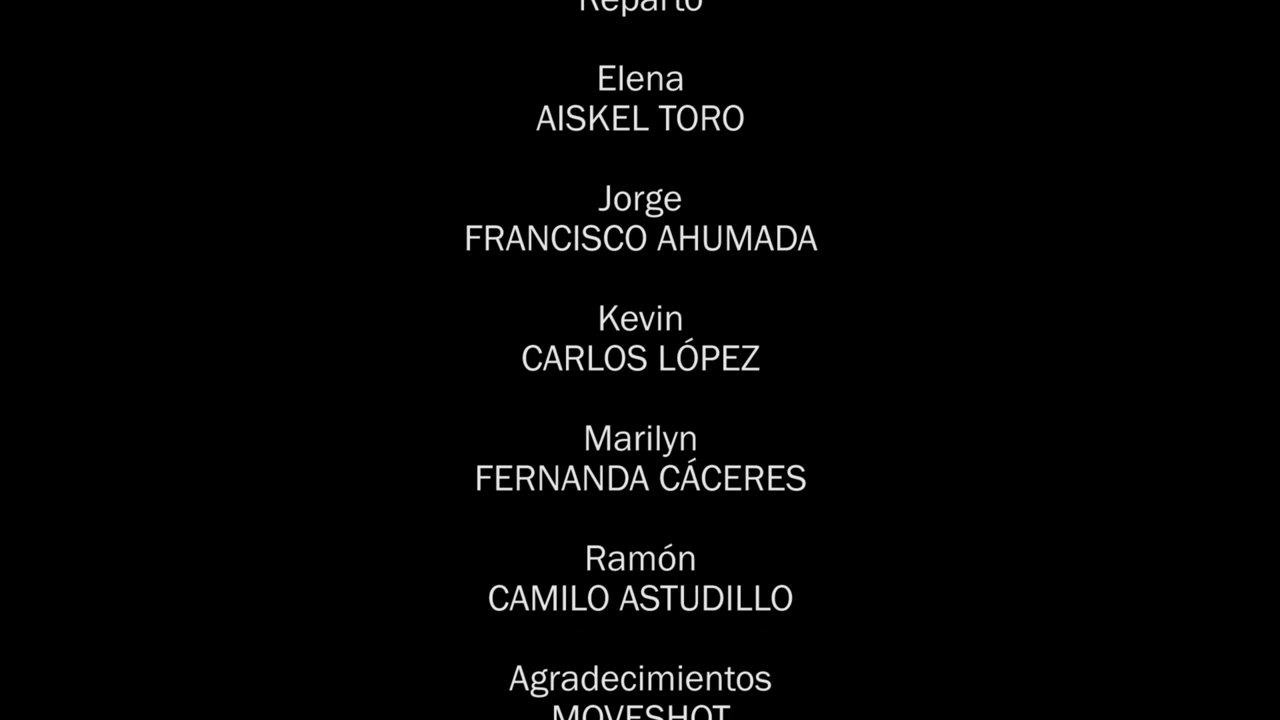 Reparto
Elena
AISKEL TORO
Jorge
FRANCISCO AHUMADA
Kevin
CARLOS LÓPEZ
Marilyn
FERNANDA CÁCERES
Ramón
CAMILO ASTUDILLO
Agradecimientos
MOVESHOT